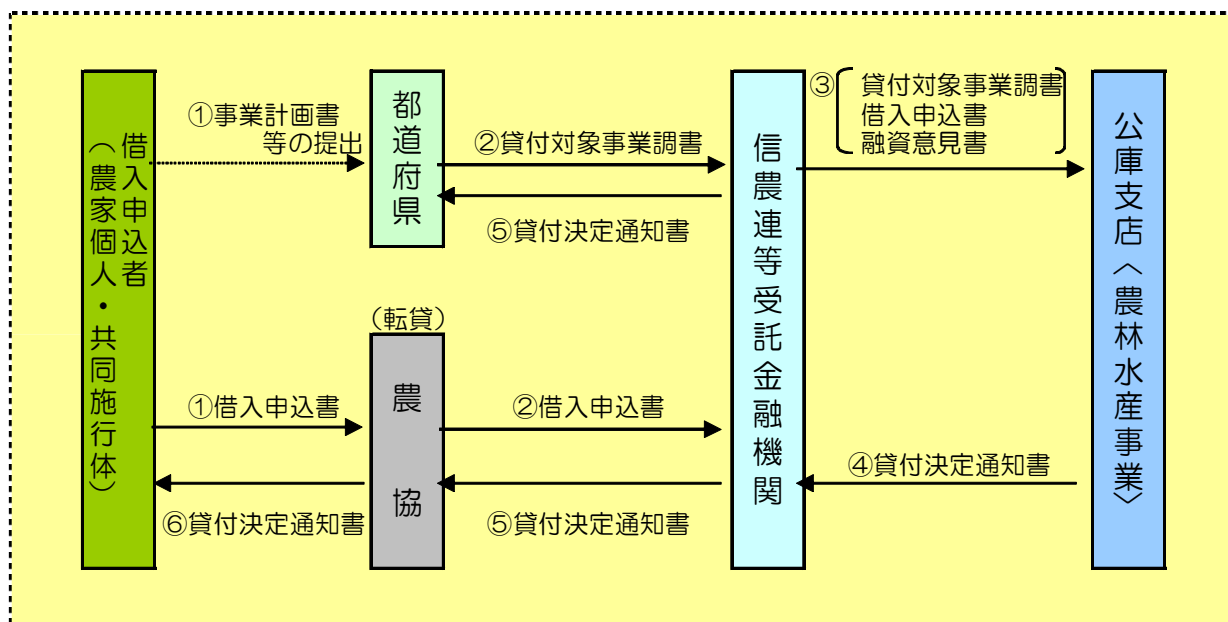 借入申込者
（農家個人・共同施行体）
①事業計画書
等の提出
都道府県
②貸付対象事業調書
⑤貸付決定通知書
信農連等受託金融機関
③
貸付対象事業調書
借入申込書
融資意見書
公庫支店〈農林水産事業〉
（転貸）
農協
①借入申込書
②借入申込書
④貸付決定通知書
⑥貸付決定通知書
⑤貸付決定通知書